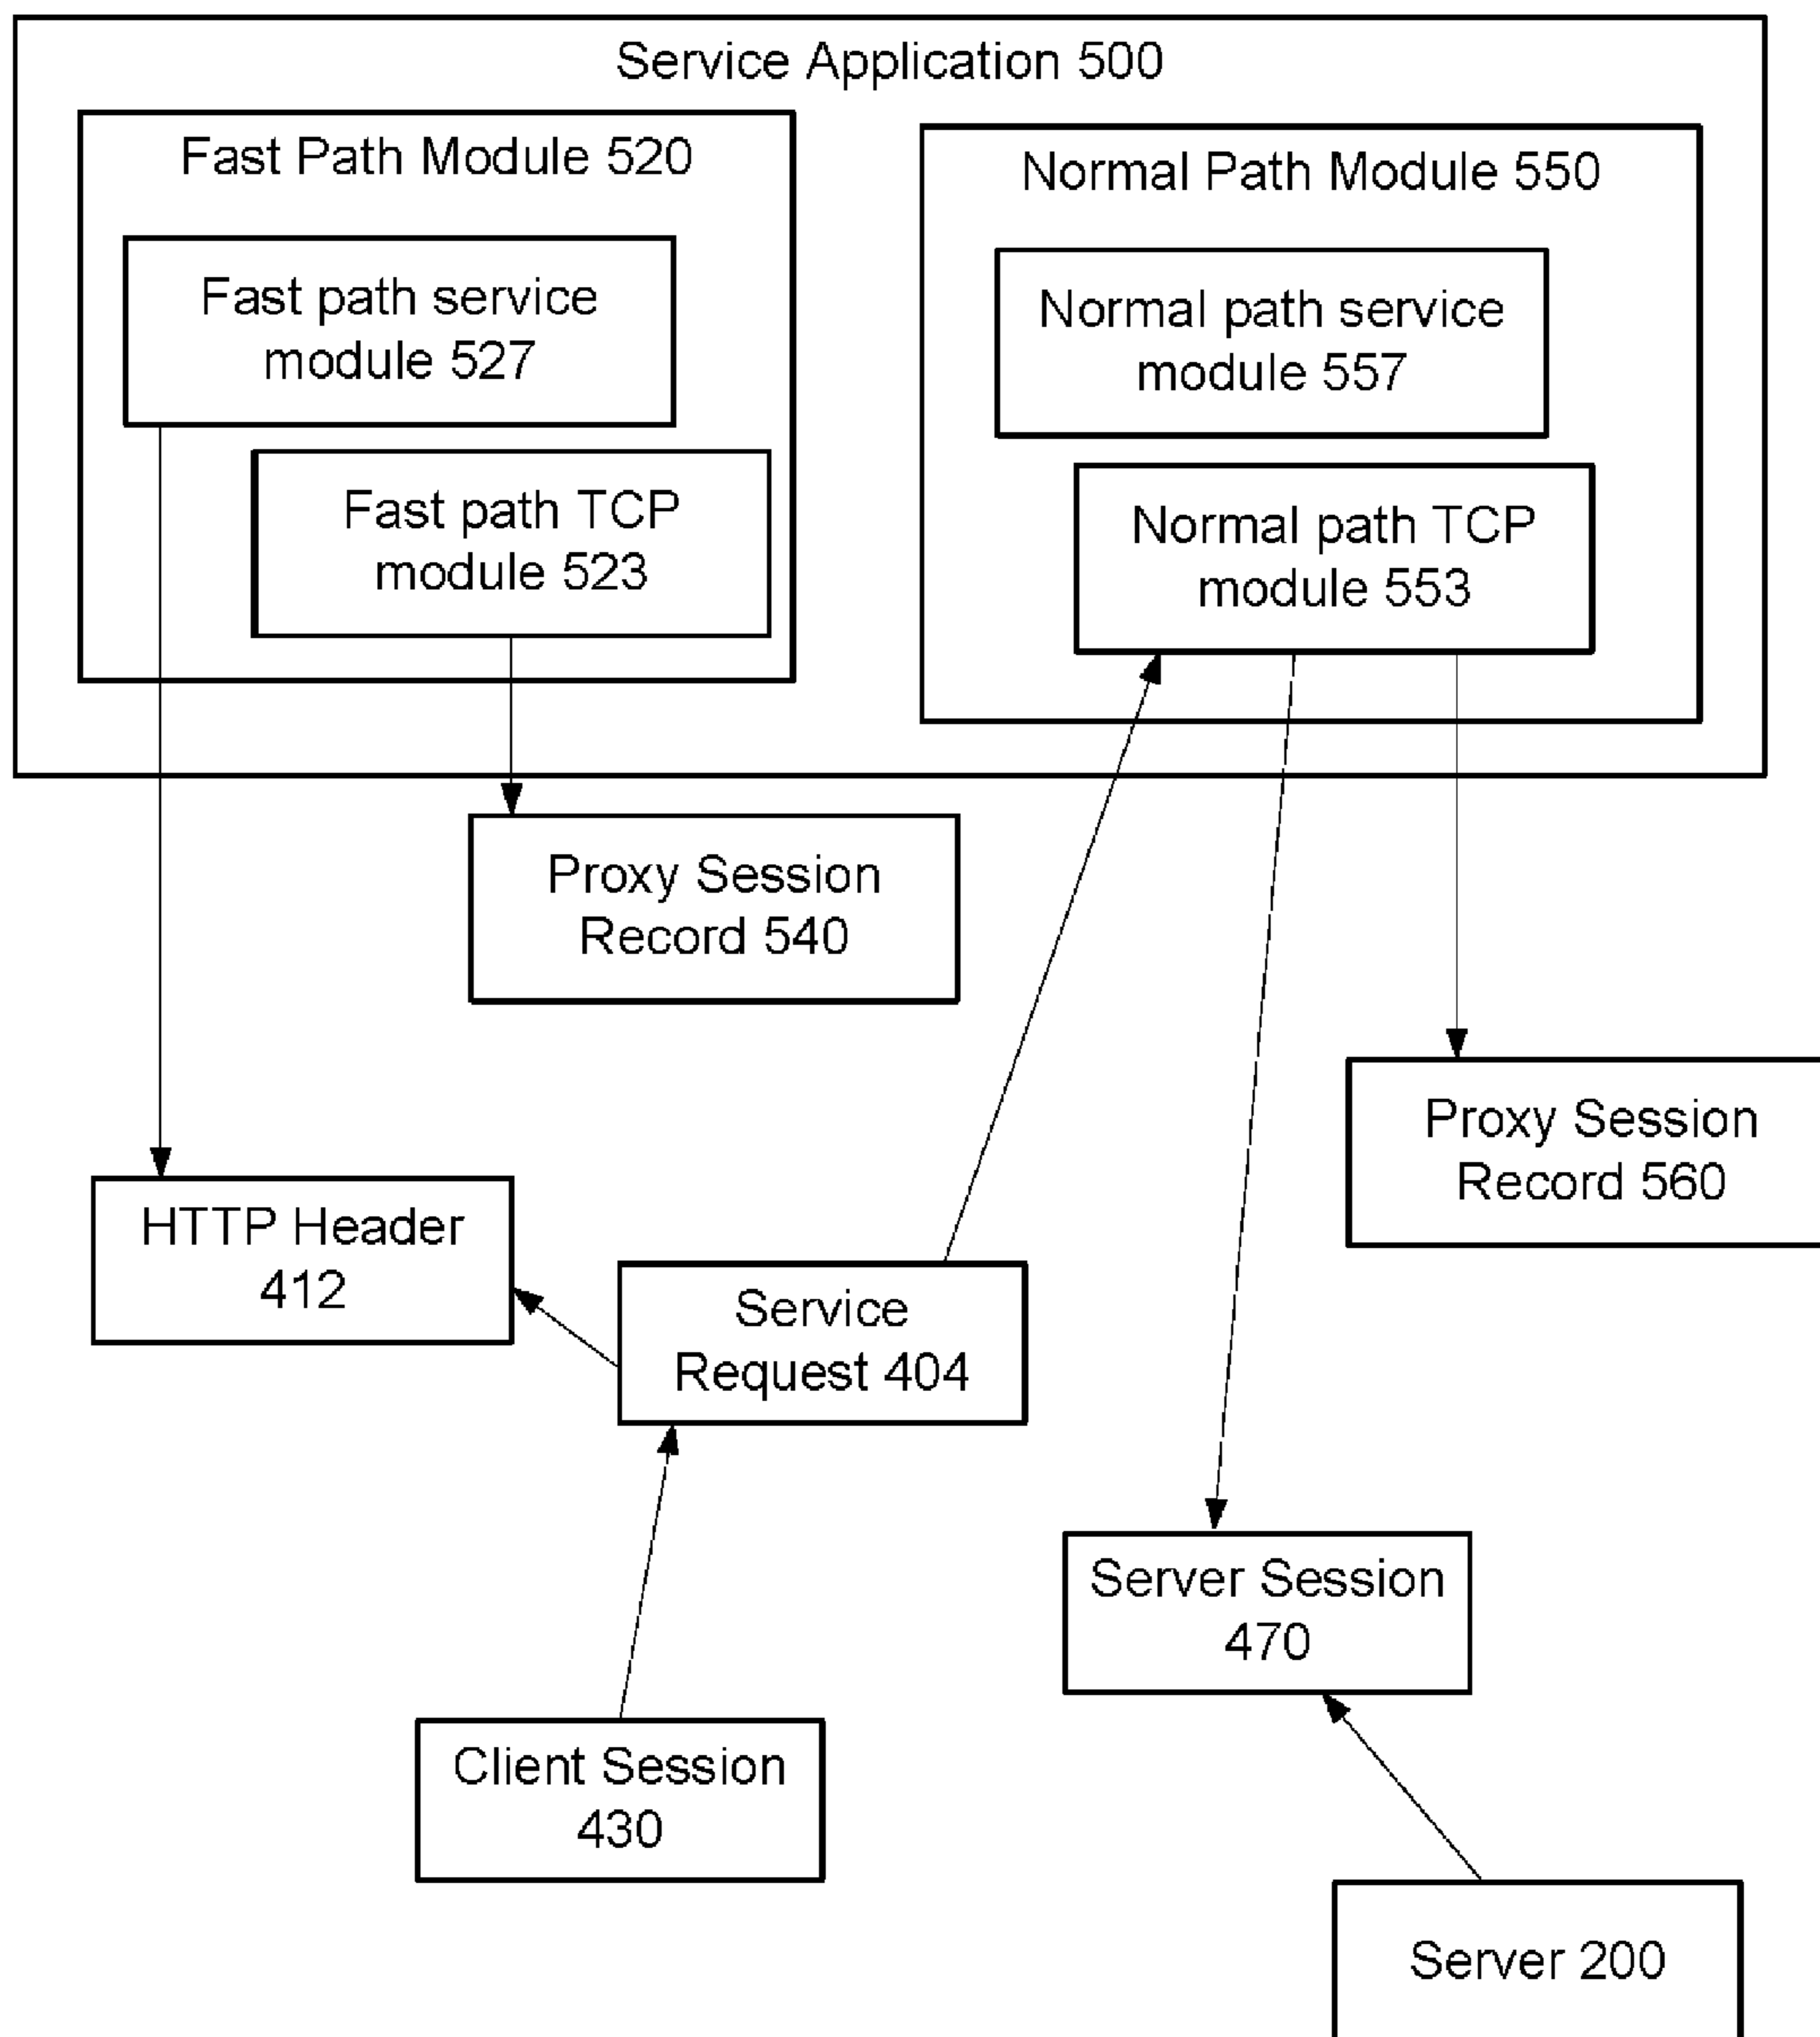 Service Application 500
Fast Path Module 520
Fast path service
module 527
Fast path TCP
module 523
Normal Path Module 550
Normal path service
module 557
Normal path TCP
module 553
Proxy Session
Record 540
Proxy Session
Record 560
HTTP Header
412
Service
Request 404
Server Session
470
Client Session
430
Server 200